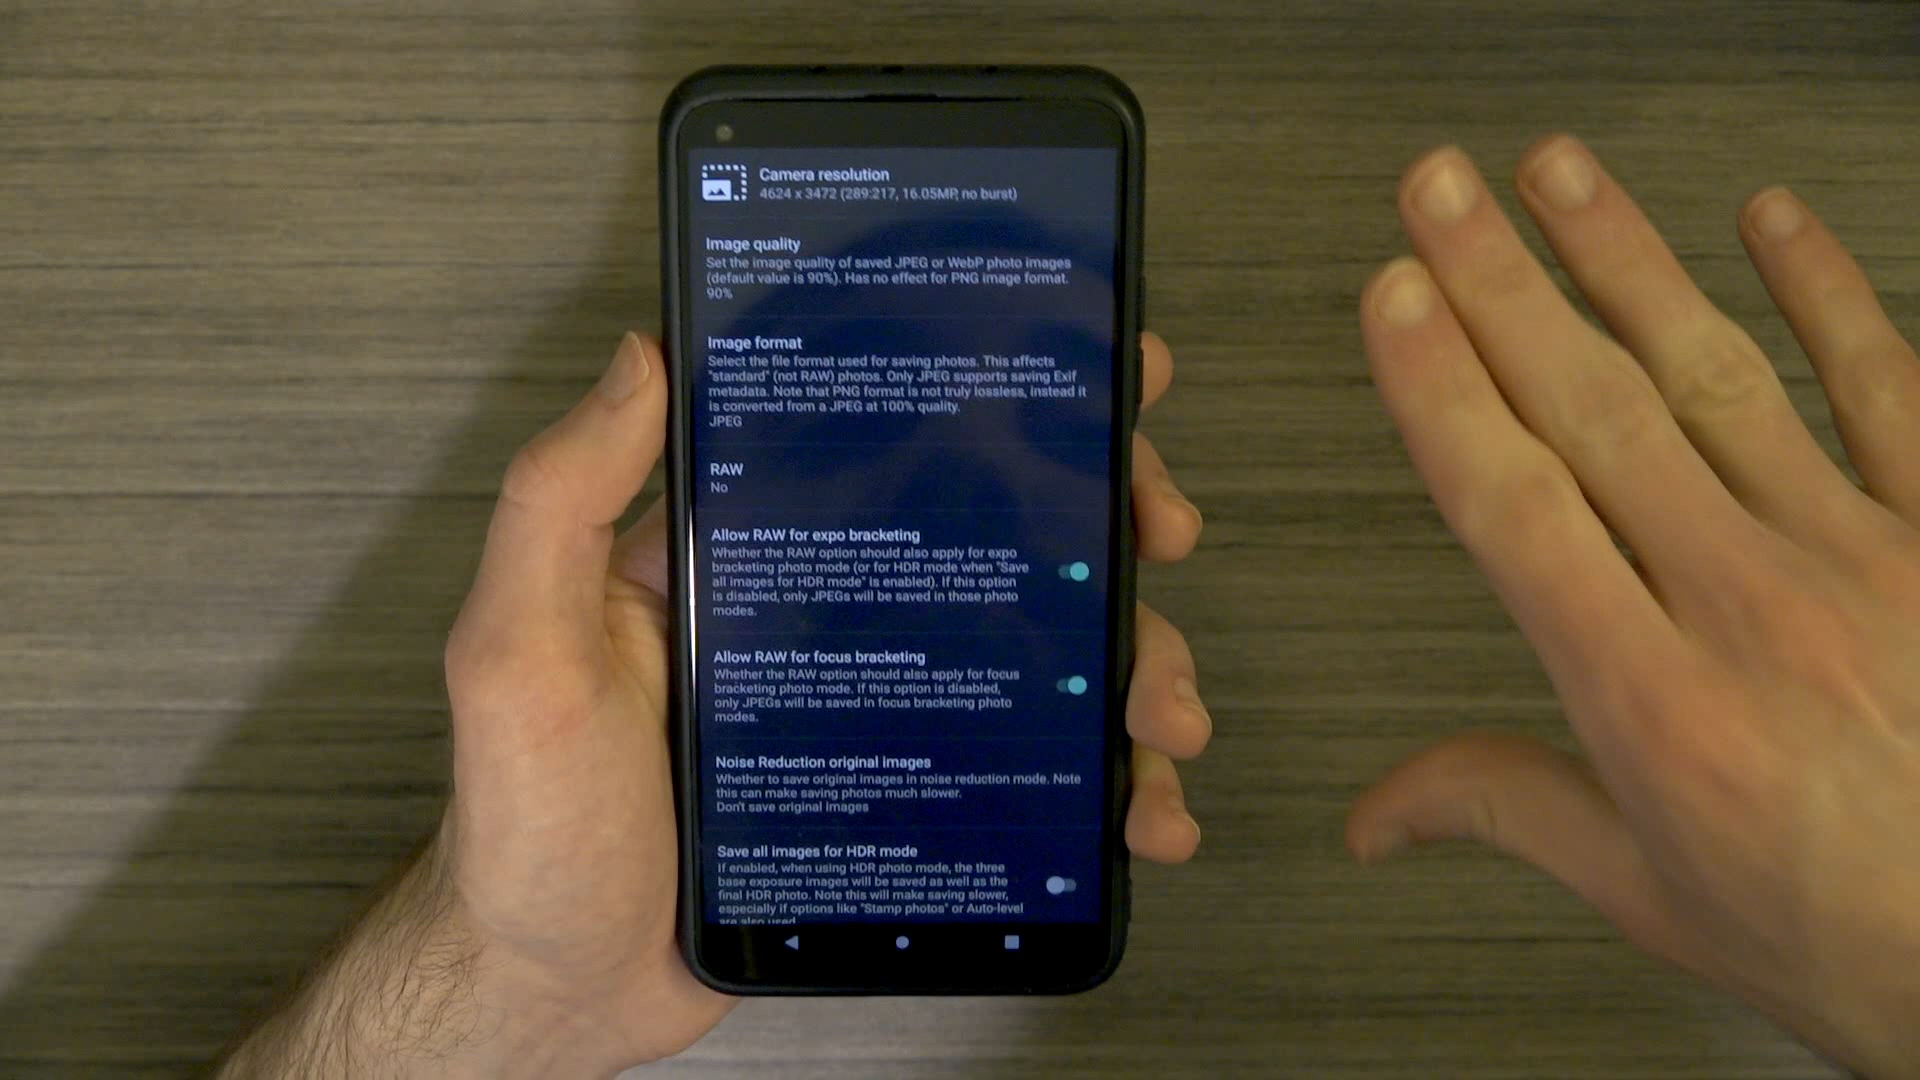 Camera resolution
4624 x 3472 (289:217, 16.05MP, no burst)
Image quality
Set the image quality of saved JPEG or WebP photo images
(default value is 90%). Has no effect for PNG image format.
90%
Image format
Select the file format used for saving photos. This affects
"standard" (not RAW) photos. Only JPEG supports saving Exif
metadata. Note that PNG format is not truly lossless, instead it
is converted from a JPEG at 100% quality.
JPEG
RAW
No
Allow RAW for expo bracketing
Whether the RAW option should also apply for expo
bracketing photo mode (or for HDR mode when "Save
all images for HDR mode" is enabled). If this option
is disabled, only JPEGs will be saved in those photo
modes.
Allow RAW for focus bracketing
Whether the RAW option should also apply for focus
bracketing photo mode. If this option is disabled,
only JPEGs will be saved in focus bracketing photo
modes.
Noise Reduction original images
Whether to save original images in noise reduction mode. Note
this can make saving photos much slower.
Don't save original images
Save all images for HDR mode
If enabled, when using HDR photo mode, the three
base exposure images will be saved as well as the
final HDR photo. Note this will make saving slower,
especially if options like "Stamp photos" or Auto-level
are also used